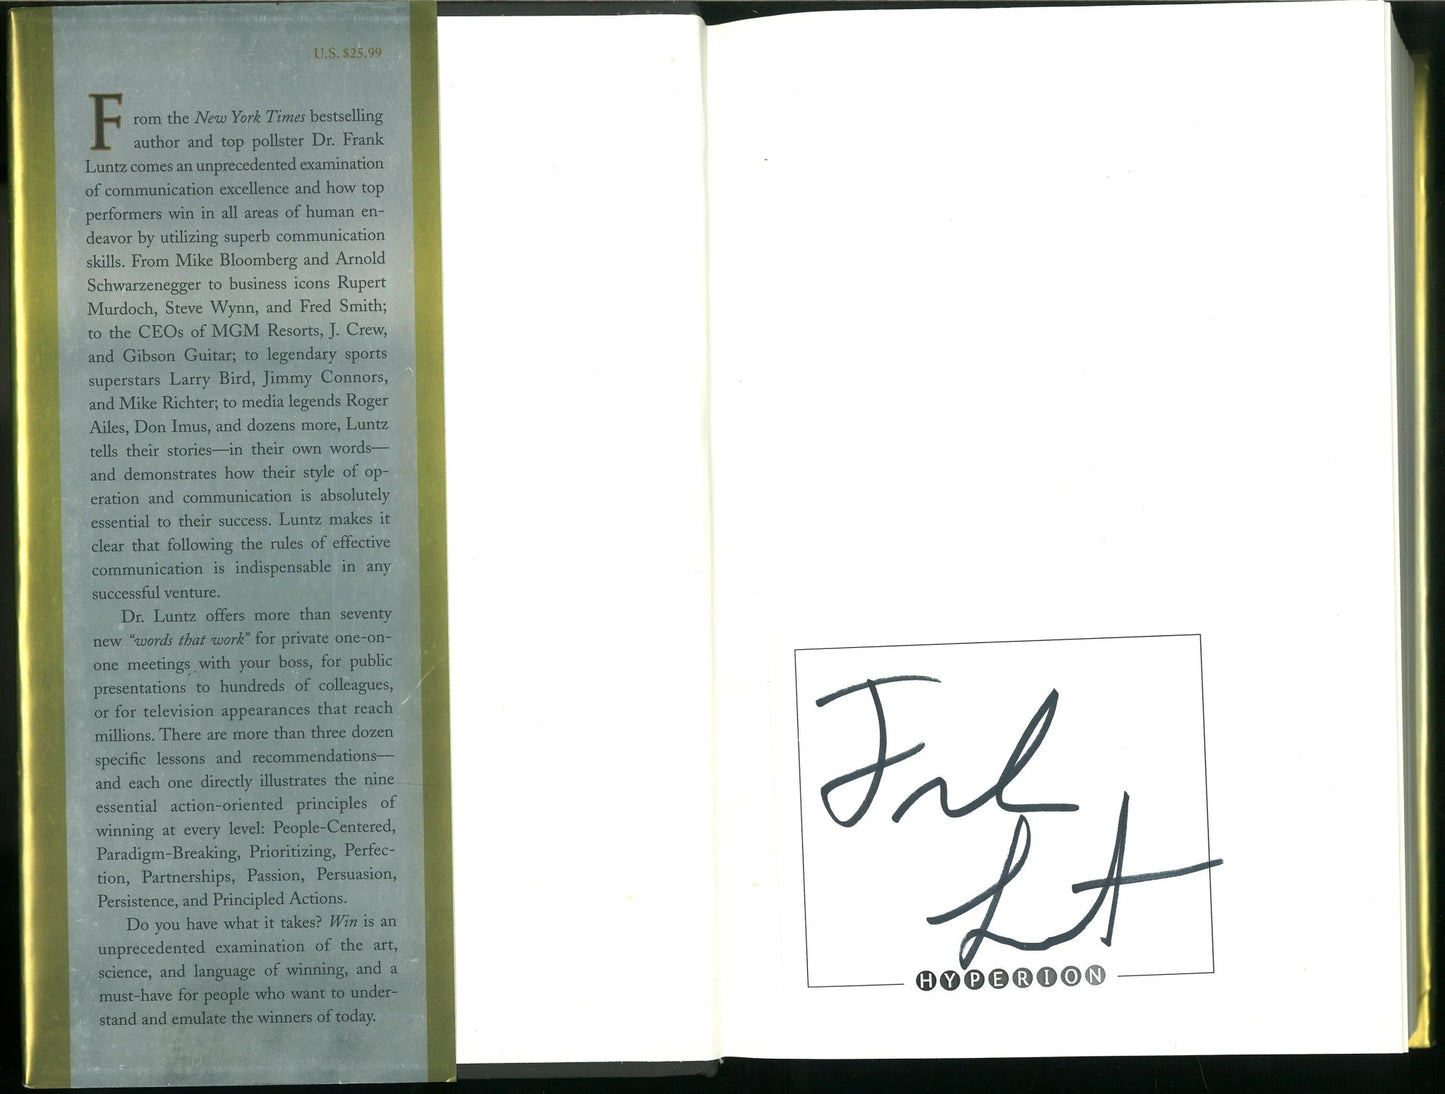 U.S. $25.99
From the New York Times bestselling
author and top pollster Dr. Frank
Luntz comes an unprecedented examination
of communication excellence and how top
performers win in all areas of human en-
deavor by utilizing superb communication
skills. From Mike Bloomberg and Arnold
Schwarzenegger to business icons Rupert
Murdoch, Steve Wynn, and Fred Smith;
to the CEOs of MGM Resorts, J. Crew,
and Gibson Guitar; to legendary sports
superstars Larry Bird, Jimmy Connors,
and Mike Richter; to media legends Roger
Ailes, Don Imus, and dozens more, Luntz
tells their stories—in their own words—
and demonstrates how their style of op-
eration and communication is absolutely
essential to their success. Luntz makes it
clear that following the rules of effective
communication is indispensable in any
successful venture.
Dr. Luntz offers more than seventy
new “words that work” for private one-on-
one meetings with your boss, for public
presentations to hundreds of colleagues,
or for television appearances that reach
millions. There are more than three dozen
specific lessons and recommendations—
and each one directly illustrates the nine
essential action-oriented principles of
winning at every level: People-Centered,
Paradigm-Breaking, Prioritizing, Perfec-
tion, Partnerships, Passion, Persuasion,
Persistence, and Principled Actions.
Do you have what it takes? Win is an
unprecedented examination of the art,
science, and language of winning, and a
must-have for people who want to under-
stand and emulate the winners of today.
HYPERION